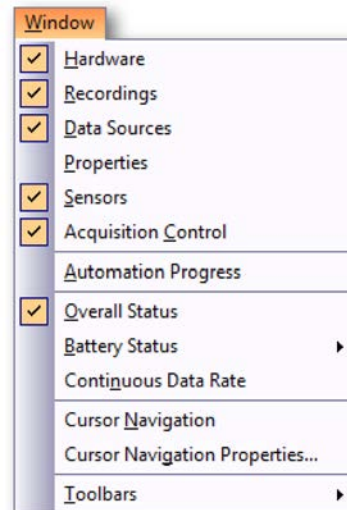 Window
Hardware
Recordings
Data Sources
Properties
Sensors
Acquisition Control
Automation Progress
Overall Status
Battery Status
Continuous Data Rate
Cursor Navigation
Cursor Navigation Properties...
Toolbars